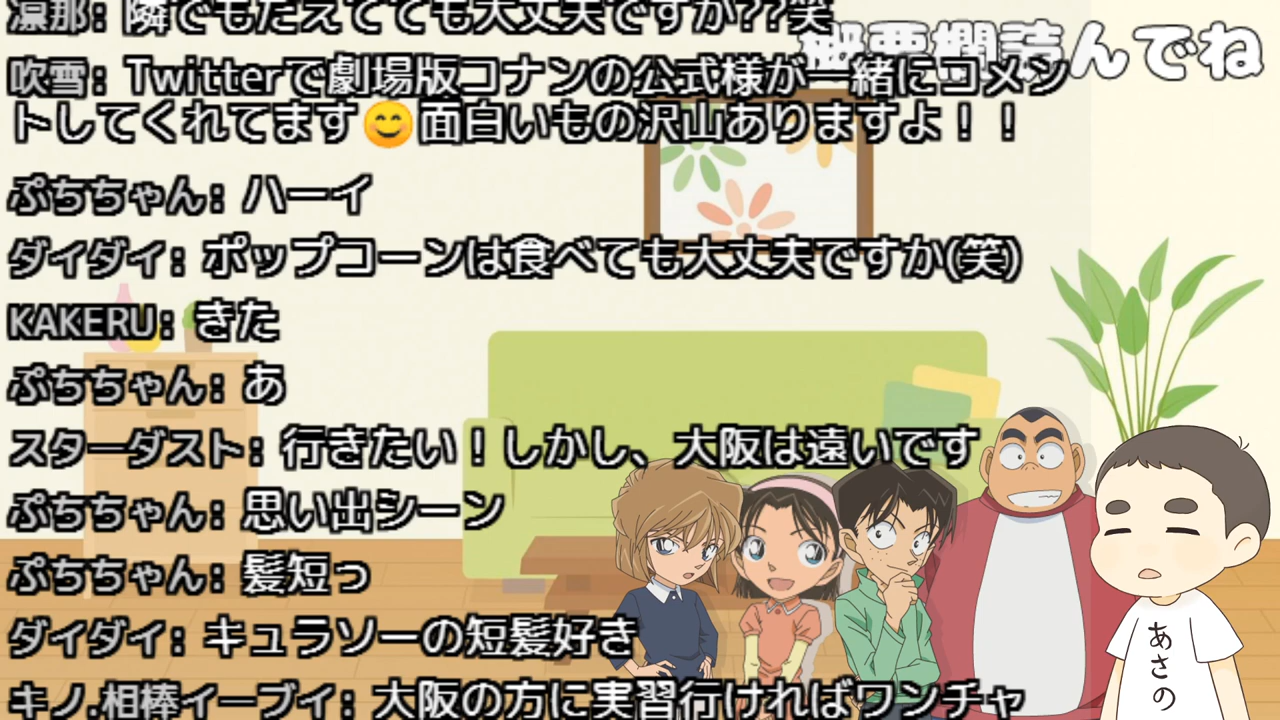 凛那: 隣でもだえてても大丈夫ですか??笑
概要欄読んでね
吹雪: Twitterで劇場版コナンの公式様が一緒にコメン
トしてくれてます😊面白いもの沢山ありますよ！！
ぷちちゃん: ハーイ
ダイダイ: ポップコーンは食べても大丈夫ですか(笑)
KAKERU: きた
ぷちちゃん: あ
スターダスト: 行きたい！しかし、大阪は遠いです
ぷちちゃん: 思い出シーン
ぷちちゃん: 髪短っ
ダイダイ: キュラソーの短髪好き
キノ.相棒イーブイ: 大阪の方に実習行ければワンチャ
あさの